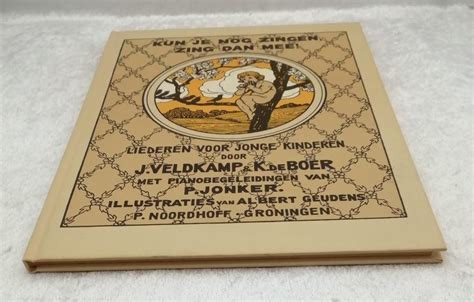 KUN JE NOG ZINGEN,
ZING DAN MEE!
LIEDEREN VOOR JONGE KINDEREN
DOOR
J. VELDKAMP & K. DE BOER
MET PIANOBEGELEIDINGEN VAN
P. JONKER.
ILLUSTRATIES VAN ALBERT GEUDENS
P. NOORDHOFF - GRONINGEN.